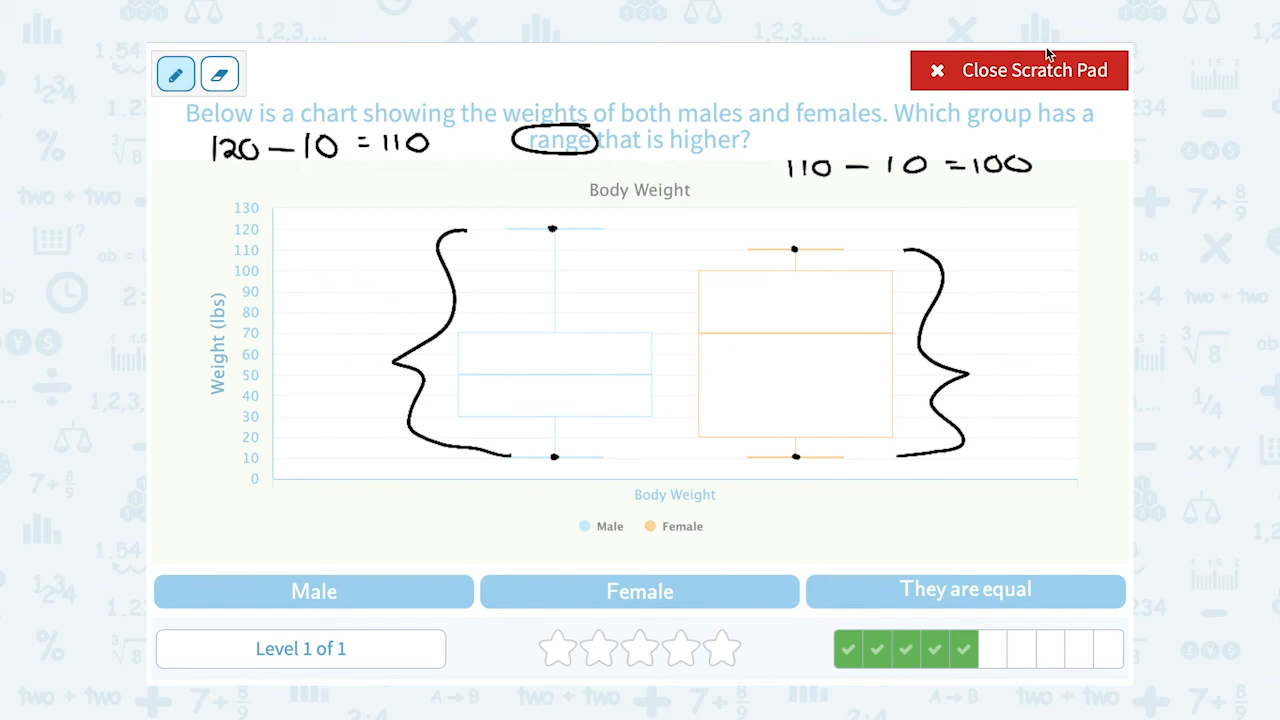 Close Scratch Pad
Below is a chart showing the weights of both males and females. Which group has a
range that is higher?
120 – 10 = 110
110 – 10 = 100
Body Weight
130
120
110
100
90
80
70
60
50
40
30
20
10
0
Weight (lbs)
Body Weight
Male
Female
Male
Female
They are equal
Level 1 of 1